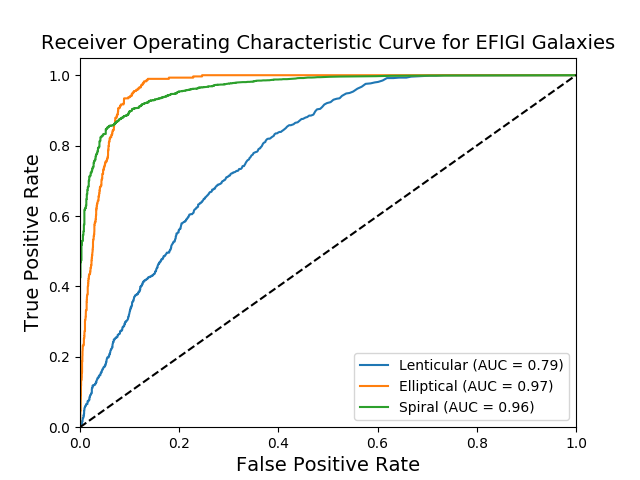 Receiver Operating Characteristic Curve for EFIGI Galaxies
True Positive Rate
1.0
0.8
0.6
0.4
0.2
0.0
Lenticular (AUC = 0.79)
Elliptical (AUC = 0.97)
Spiral (AUC = 0.96)
0.0 0.2 0.4 0.6 0.8 1.0
False Positive Rate